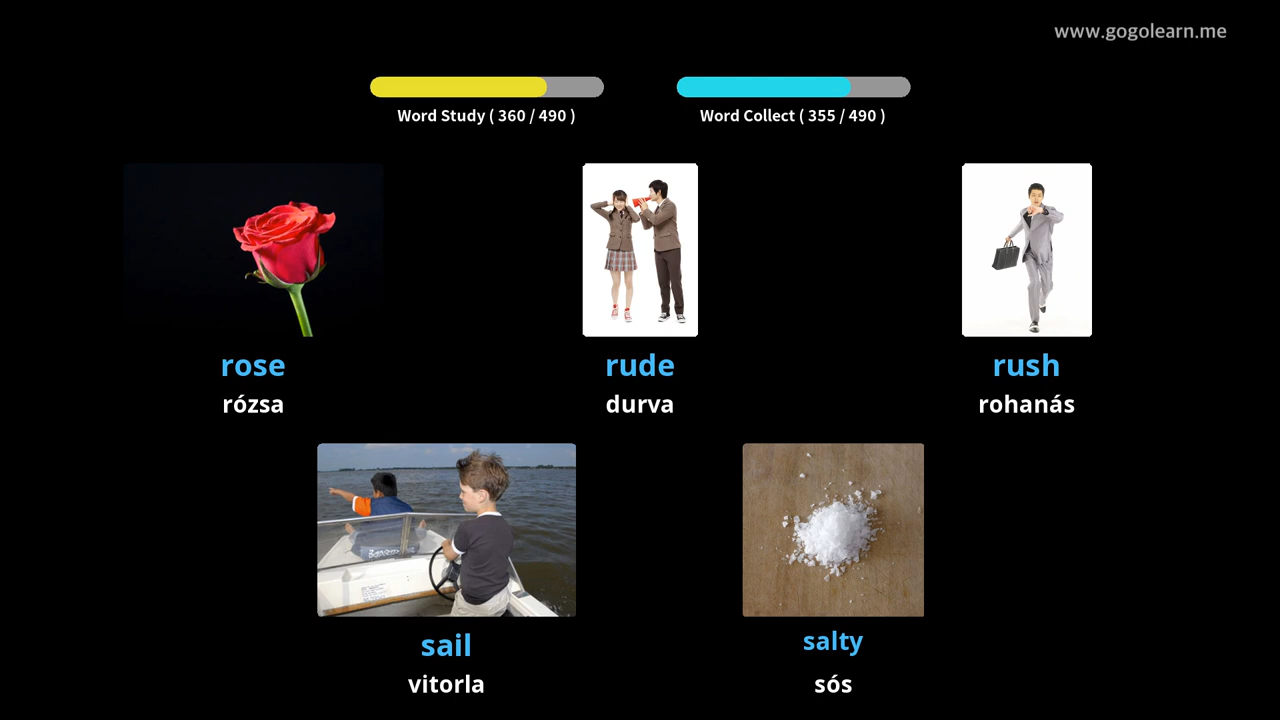 www.gogolearn.me
Word Study ( 360 / 490 )
Word Collect ( 355 / 490 )
rose
rude
rush
rózsa
durva
rohanás
sail
salty
vitorla
sós